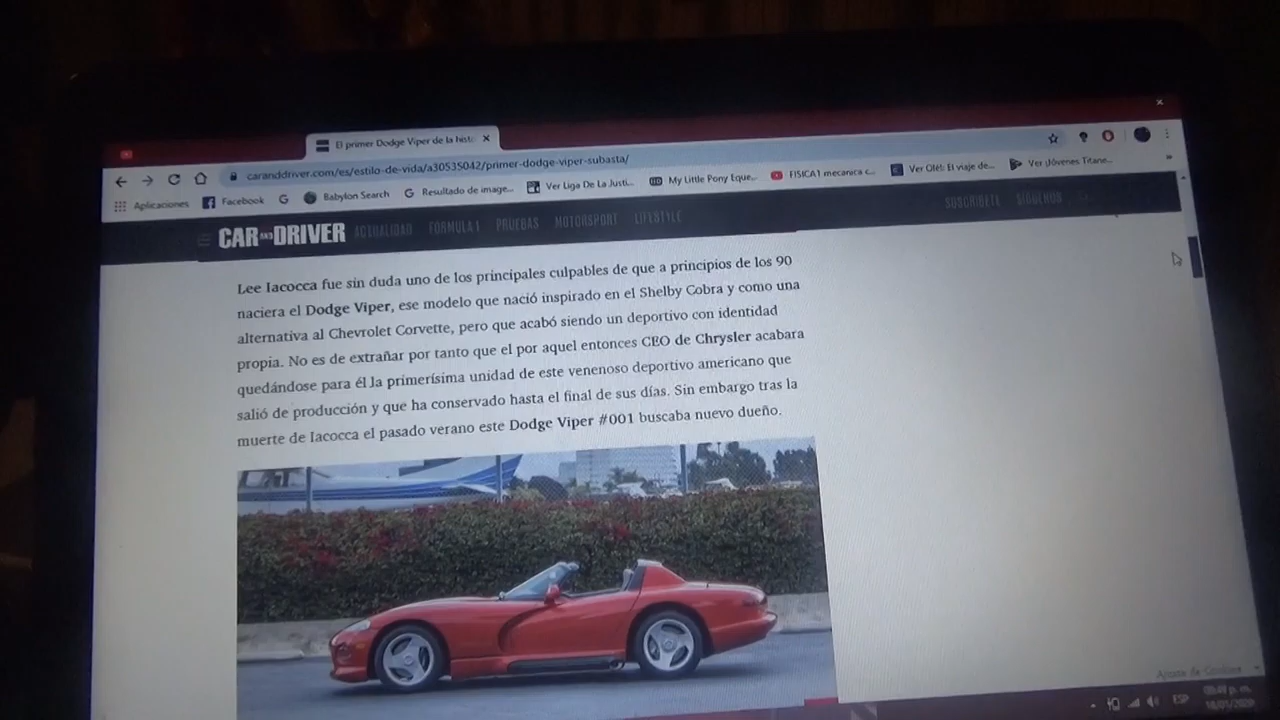 El primer Dodge Viper de la histo
caranddriver.com/es/estilo-de-vida/a30535042/primer-dodge-viper-subasta/
Aplicaciones Facebook Babylon Search Resultado de image... Ver Liga De La Justi... My Little Pony Eque... FISICA1 mecanica c... Ver Olé: El viaje de... Ver Jóvenes Titane...
CAR AND DRIVER ACTUALIDAD FÓRMULA 1 PRUEBAS MOTORSPORT LIFESTYLE SUSCRÍBETE SÍGUENOS
Lee Iacocca fue sin duda uno de los principales culpables de que a principios de los 90
naciera el Dodge Viper, ese modelo que nació inspirado en el Shelby Cobra y como una
alternativa al Chevrolet Corvette, pero que acabó siendo un deportivo con identidad
propia. No es de extrañar por tanto que el por aquel entonces CEO de Chrysler acabara
quedándose para él la primerísima unidad de este venenoso deportivo americano que
salió de producción y que ha conservado hasta el final de sus días. Sin embargo tras la
muerte de Iacocca el pasado verano este Dodge Viper #001 buscaba nuevo dueño.
Ajustes de Cookies
ESP